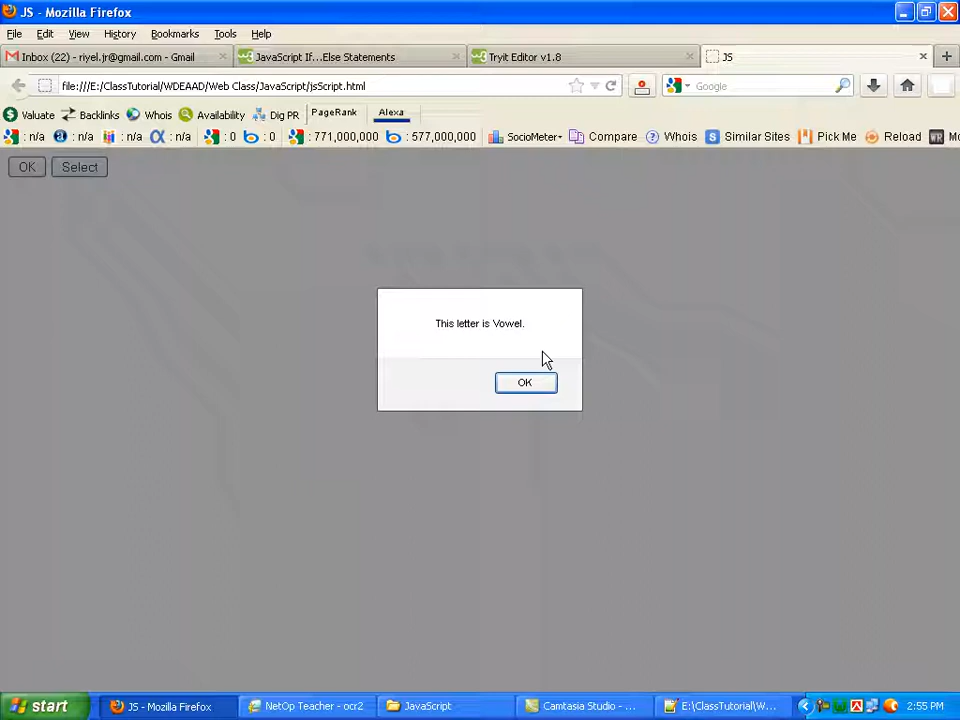 JS - Mozilla Firefox
File Edit View History Bookmarks Tools Help
Inbox (22) - riyel.jr@gmail.com - Gmail × JavaScript If...Else Statements × Tryit Editor v1.8 × JS × +
file:///E:/ClassTutorial/WDEAAD/Web Class/JavaScript/jsScript.html Google
Valuate Backlinks Whois Availability Dig PR PageRank Alexa
: n/a : n/a : n/a : n/a : 0 : 0 : 771,000,000 : 577,000,000 SocioMeter Compare Whois Similar Sites Pick Me Reload
OK Select
This letter is Vowel.
OK
start JS - Mozilla Firefox NetOp Teacher - ocr2 JavaScript Camtasia Studio - ... E:\ClassTutorial\W... 2:55 PM